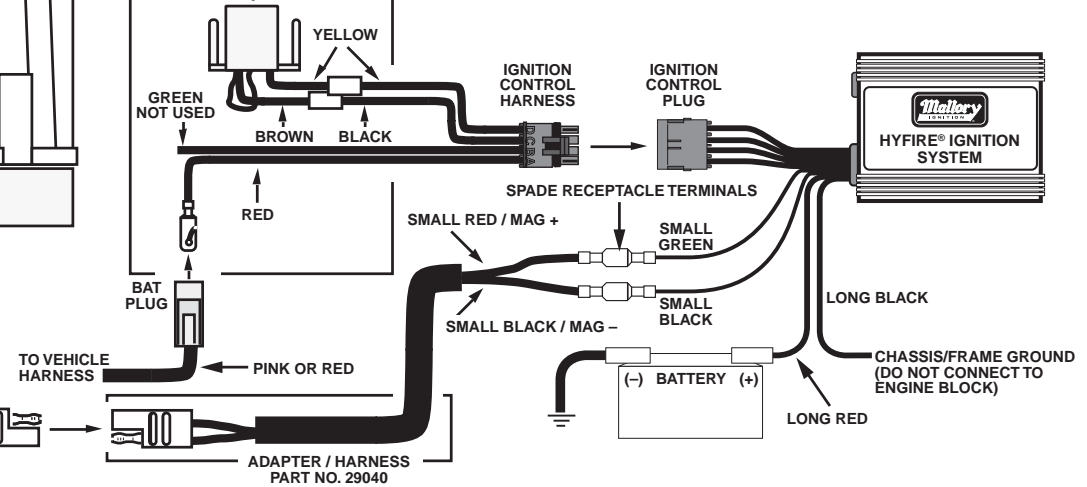 YELLOW
IGNITION
CONTROL
HARNESS
IGNITION
CONTROL
PLUG
GREEN
NOT USED
BROWN
BLACK
D C B A
Mallory
IGNITION
HYFIRE® IGNITION
SYSTEM
RED
SPADE RECEPTACLE TERMINALS
SMALL RED / MAG +
SMALL
GREEN
BAT
PLUG
SMALL BLACK / MAG –
SMALL
BLACK
LONG BLACK
TO VEHICLE
HARNESS
PINK OR RED
(–) BATTERY (+)
CHASSIS/FRAME GROUND
(DO NOT CONNECT TO
ENGINE BLOCK)
LONG RED
ADAPTER / HARNESS
PART NO. 29040